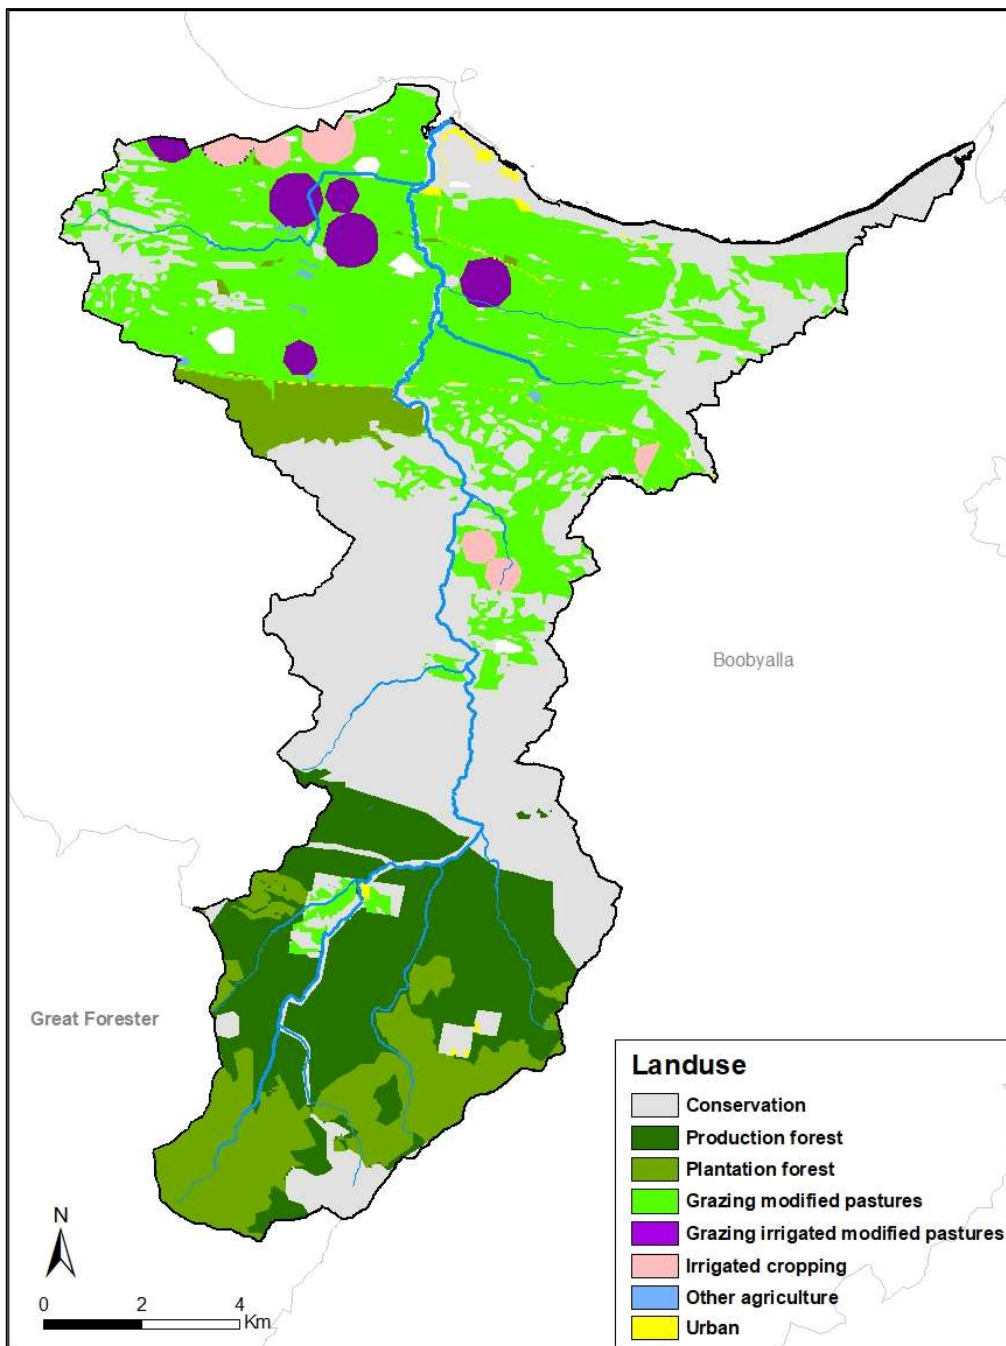 Boobyalla
Great Forester
N
0 2 4
Km
Landuse
Conservation
Production forest
Plantation forest
Grazing modified pastures
Grazing irrigated modified pastures
Irrigated cropping
Other agriculture
Urban